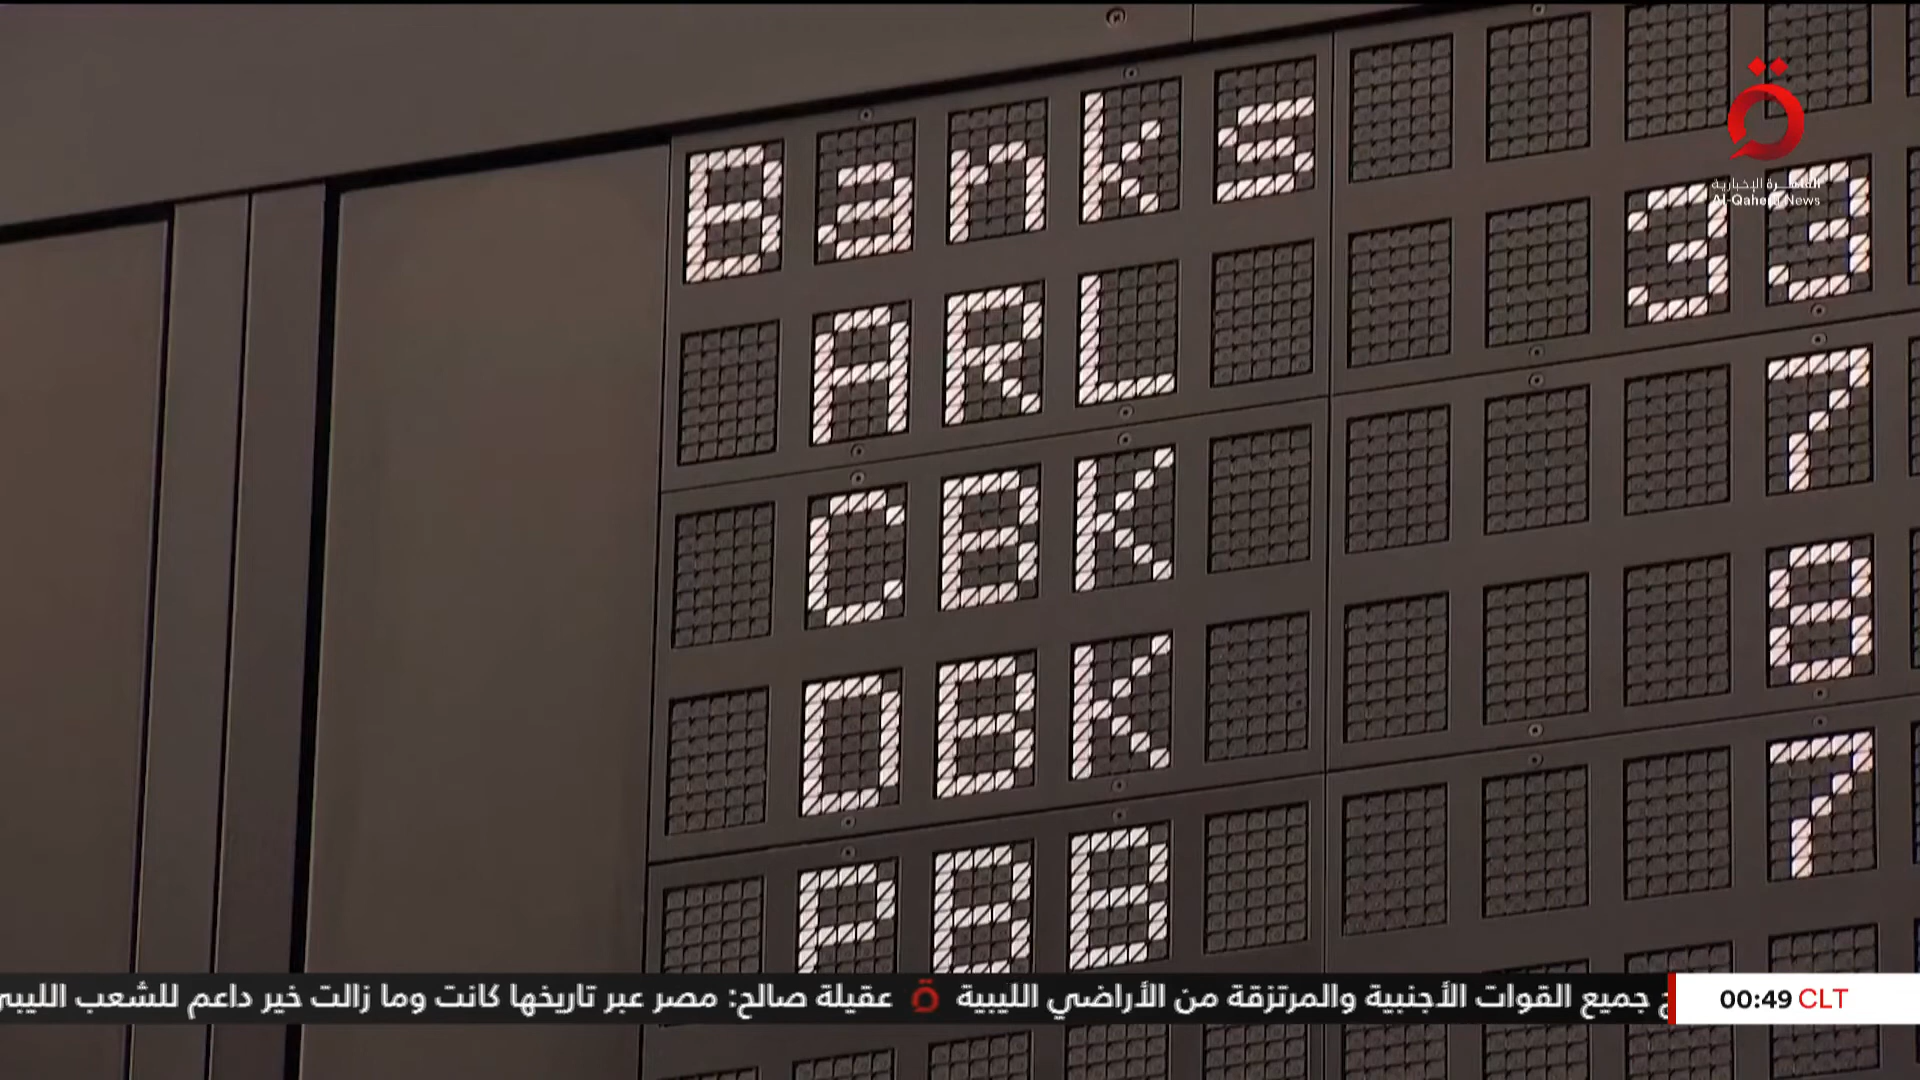 Banks
ARL 33
CBK 7
DBK 8
PBB 7
القاهرة الإخبارية
Al-Qahera News
جميع القوات الأجنبية والمرتزقة من الأراضي الليبية عقيلة صالح: مصر عبر تاريخها كانت وما زالت خير داعم للشعب
00:49 CLT